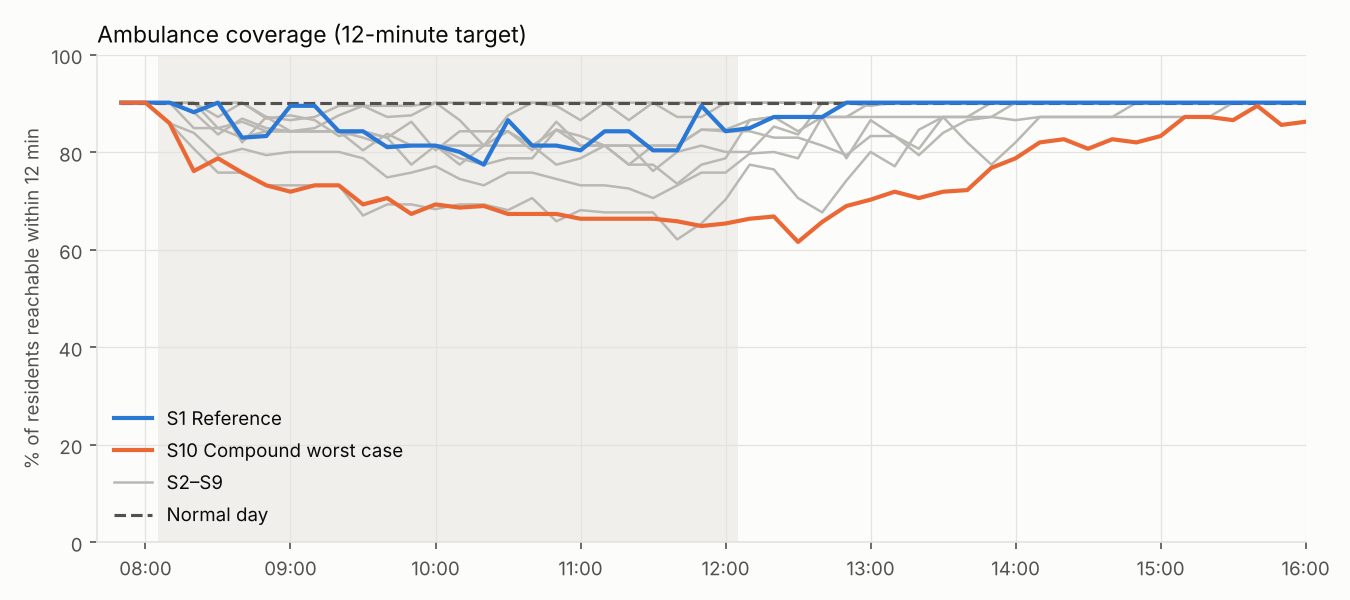 Ambulance coverage (12-minute target)
% of residents reachable within 12 min
100
80
60
40
20
0
S1 Reference
S10 Compound worst case
S2–S9
Normal day
08:00 09:00 10:00 11:00 12:00 13:00 14:00 15:00 16:00